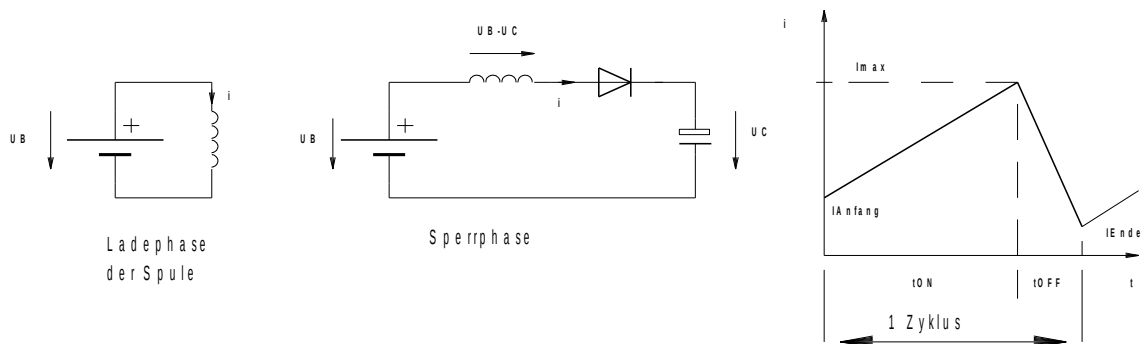 UB
+
i
Ladephase
der Spule
UB-UC
i
UB
+
UC
Sperrphase
i
Imax
IAnfang
IEnde
tON
tOFF
t
1 Zyklus